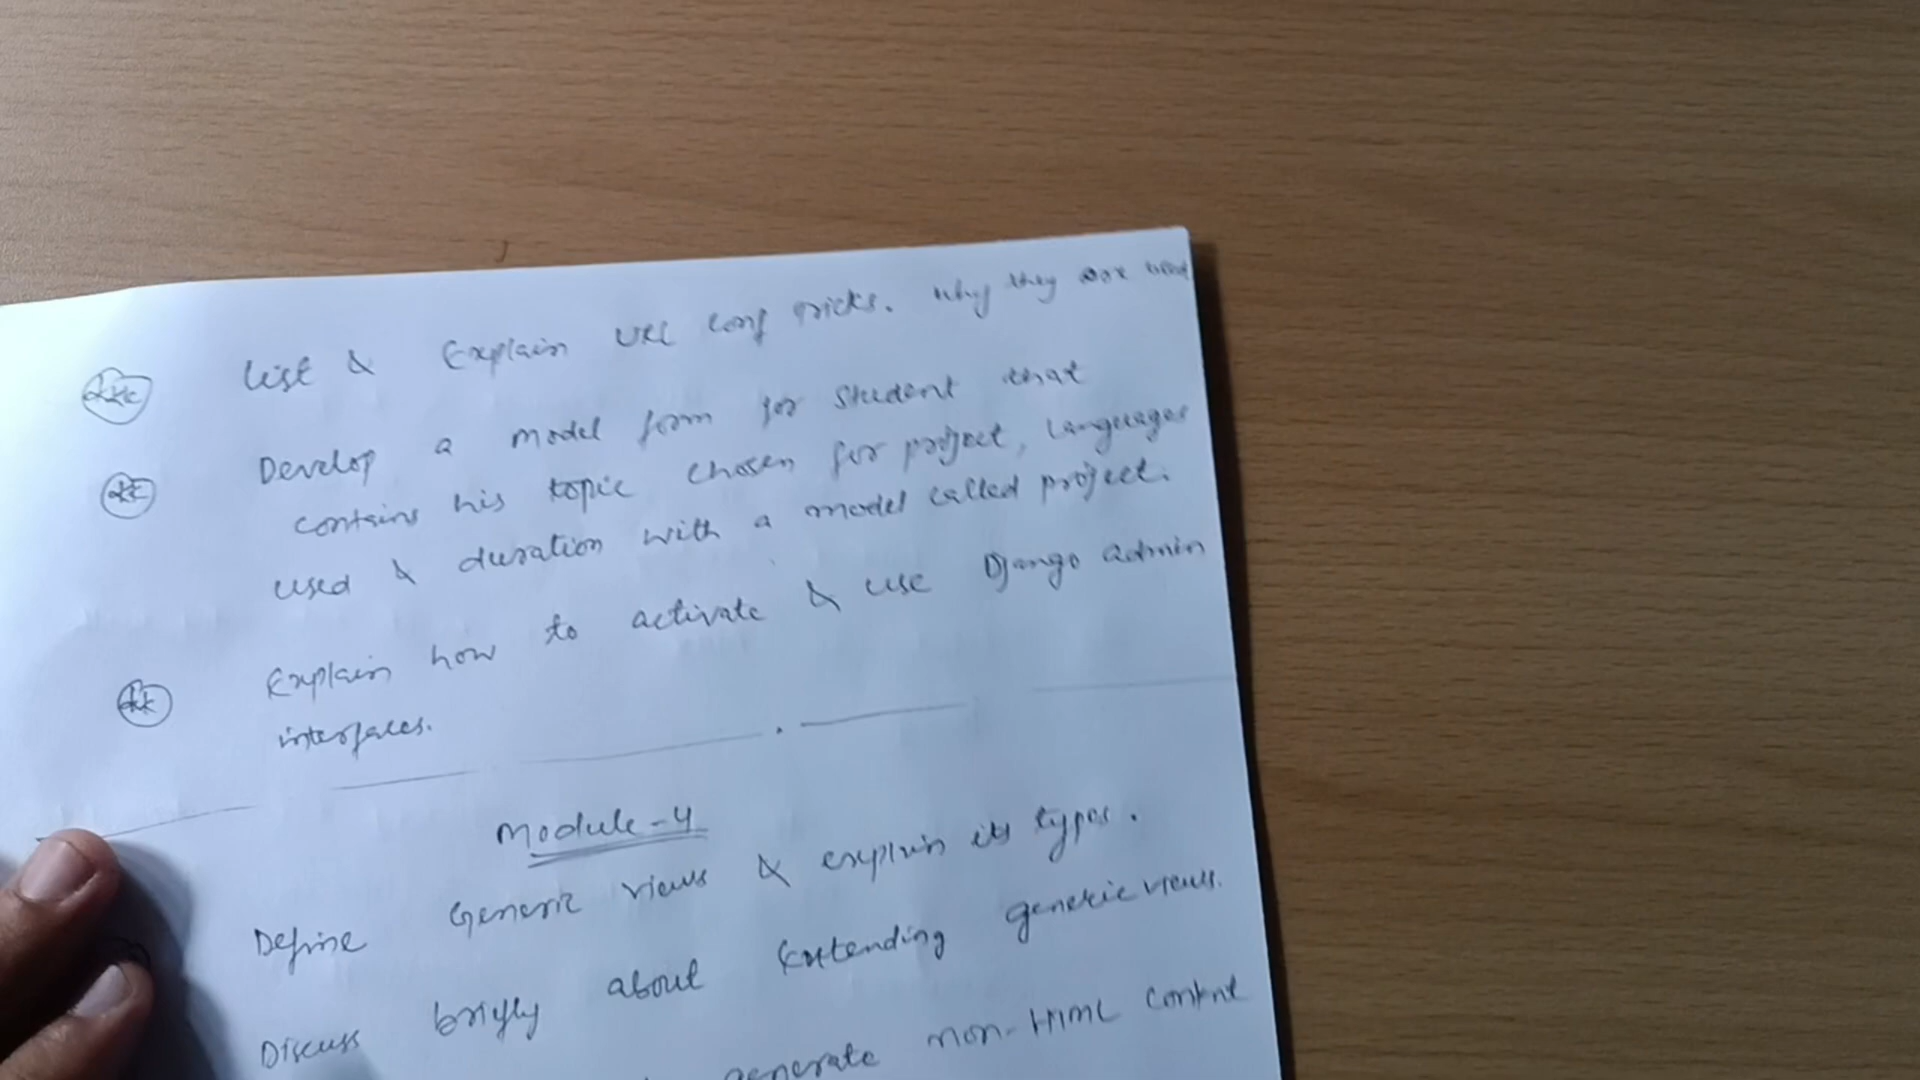 List & Explain URL conf tricks. Why they are used
Develop a model form for student that
contains his topic chosen for project, languages
used & duration with a model called project.
Explain how to activate & use Django admin
interfaces.
Module-4
Define Generic views & explain its types.
Discuss briefly about Extending generic views.
generate non-HTML content